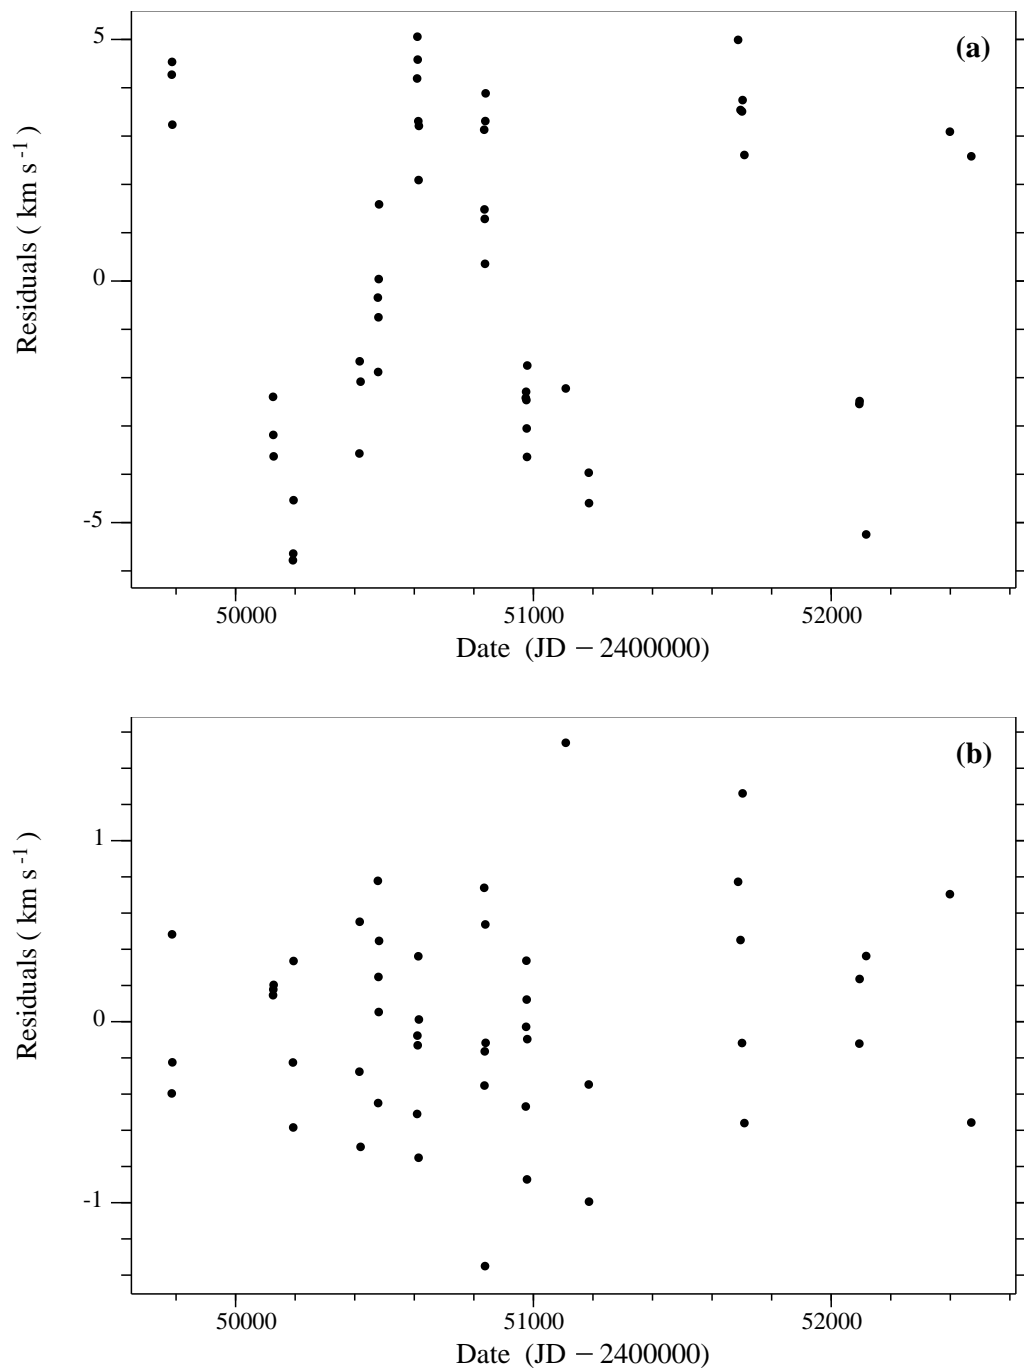 (a)
5
0
-5
Residuals ( km s-1 )
50000 51000 52000
Date (JD − 2400000)
(b)
1
0
-1
Residuals ( km s-1 )
50000 51000 52000
Date (JD − 2400000)